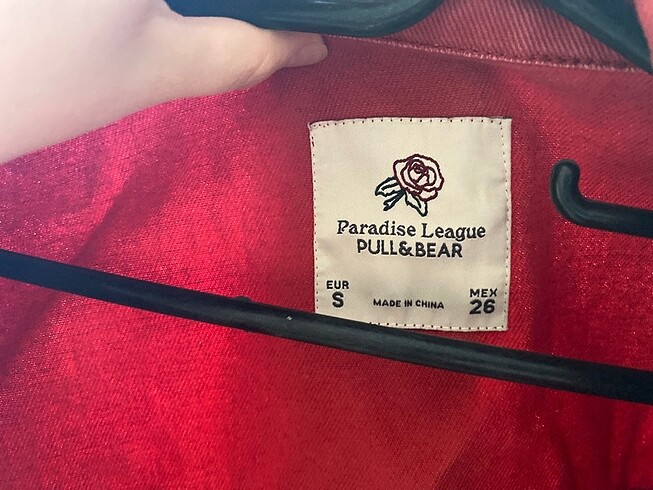 Paradise League
PULL&BEAR
EUR
S
MADE IN CHINA
MEX
26